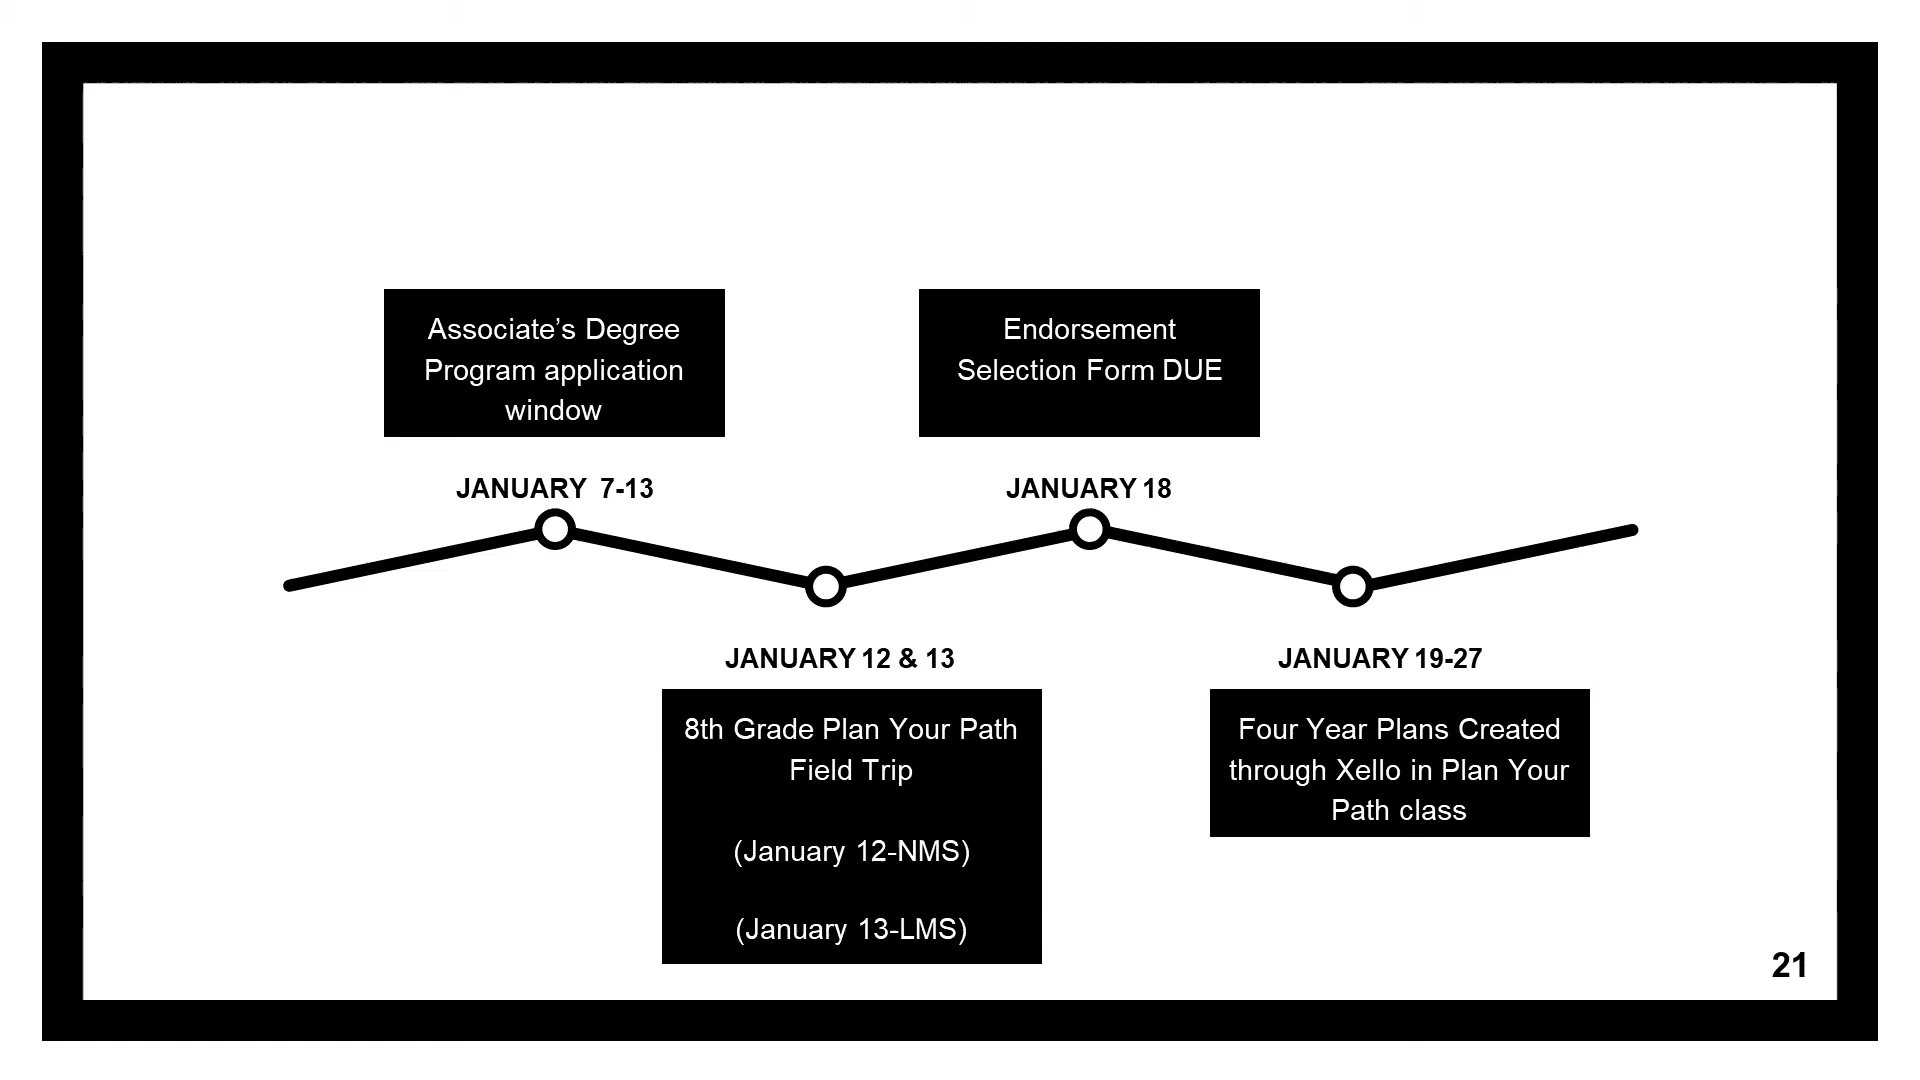 Associate’s Degree
Program application
window
JANUARY  7-13
Endorsement
Selection Form DUE
JANUARY 18
JANUARY 12 & 13
8th Grade Plan Your Path
Field Trip
(January 12-NMS)
(January 13-LMS)
JANUARY 19-27
Four Year Plans Created
through Xello in Plan Your
Path class
21